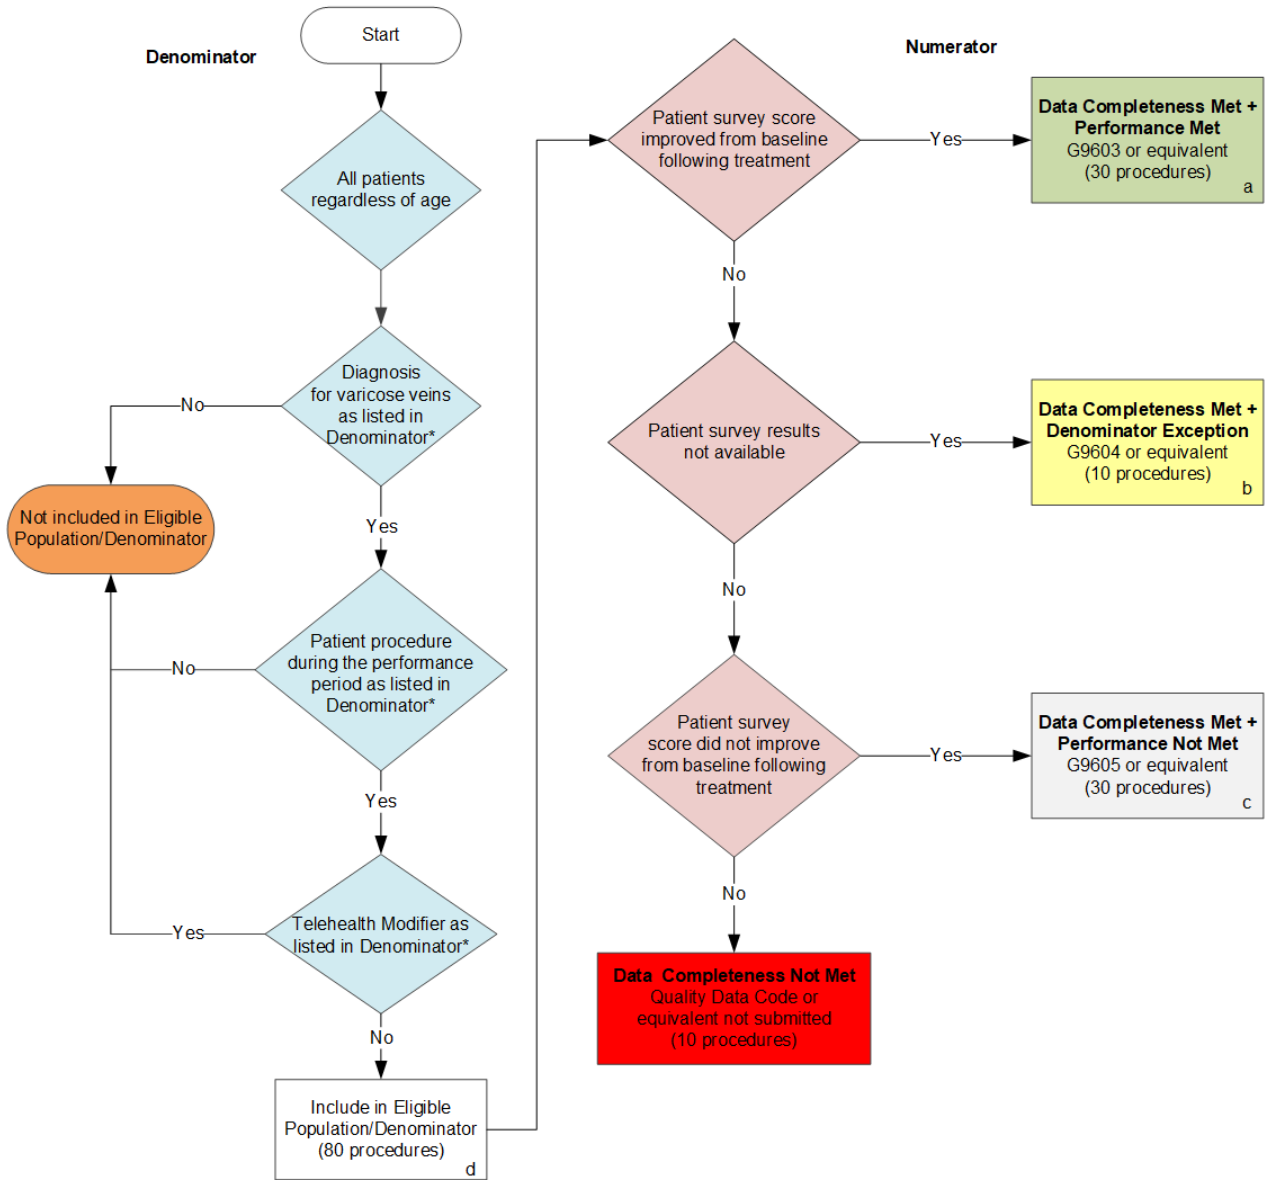 Denominator
Start
All patients
regardless of age
Diagnosis
for varicose veins
as listed in
Denominator*
No
Not included in Eligible
Population/Denominator
Yes
Patient procedure
during the performance
period as listed in
Denominator*
No
Yes
Telehealth Modifier as
listed in Denominator*
Yes
No
Include in Eligible
Population/Denominator
(80 procedures)
d
Numerator
Patient survey score
improved from baseline
following treatment
Yes
Data Completeness Met +
Performance Met
G9603 or equivalent
(30 procedures)
a
No
Patient survey results
not available
Yes
Data Completeness Met +
Denominator Exception
G9604 or equivalent
(10 procedures)
b
No
Patient survey
score did not improve
from baseline following
treatment
Yes
Data Completeness Met +
Performance Not Met
G9605 or equivalent
(30 procedures)
c
No
Data Completeness Not Met
Quality Data Code or
equivalent not submitted
(10 procedures)